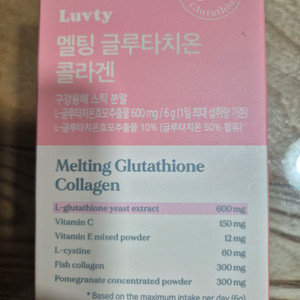 Luvty
Glutathione
멜팅 글루타치온
콜라겐
구강용해 스틱 분말
L-글루타치온효모추출물 600 mg / 6 g (1일 최대 섭취량 기준)
L-글루타치온효모추출물 10% (글루타치온 50% 함유)
Melting Glutathione
Collagen
L-glutathione yeast extract 600 mg
Vitamin C 150 mg
Vitamin E mixed powder 12 mg
L-cystine 60 mg
Fish collagen 300 mg
Pomegranate concentrated powder 300 mg
* Based on the maximum intake per day (6g)